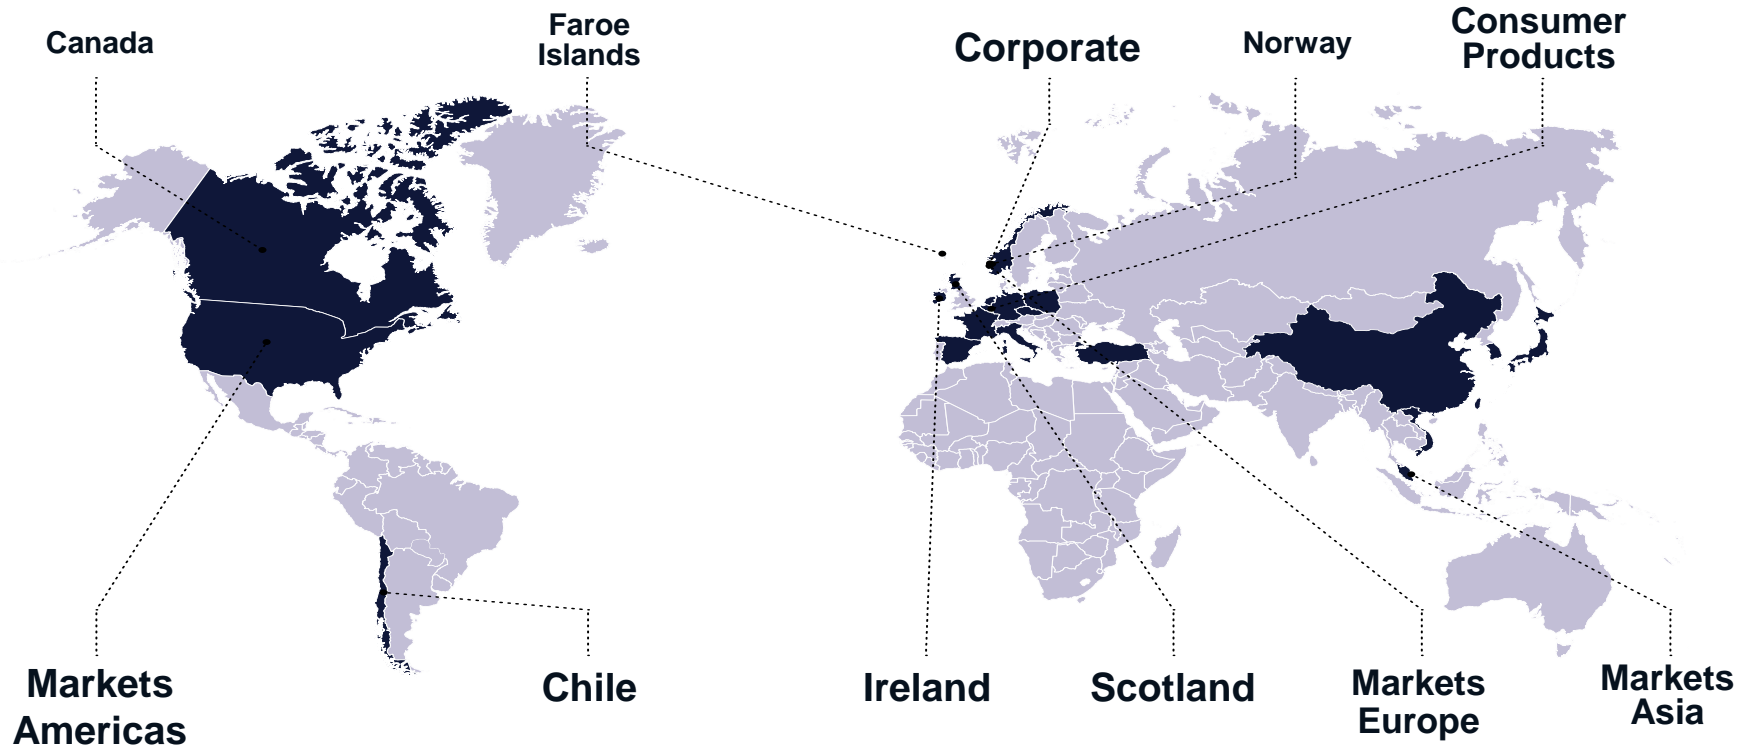 Canada
Faroe
Islands
Corporate
Norway
Consumer
Products
Markets
Americas
Chile
Ireland
Scotland
Markets
Europe
Markets
Asia